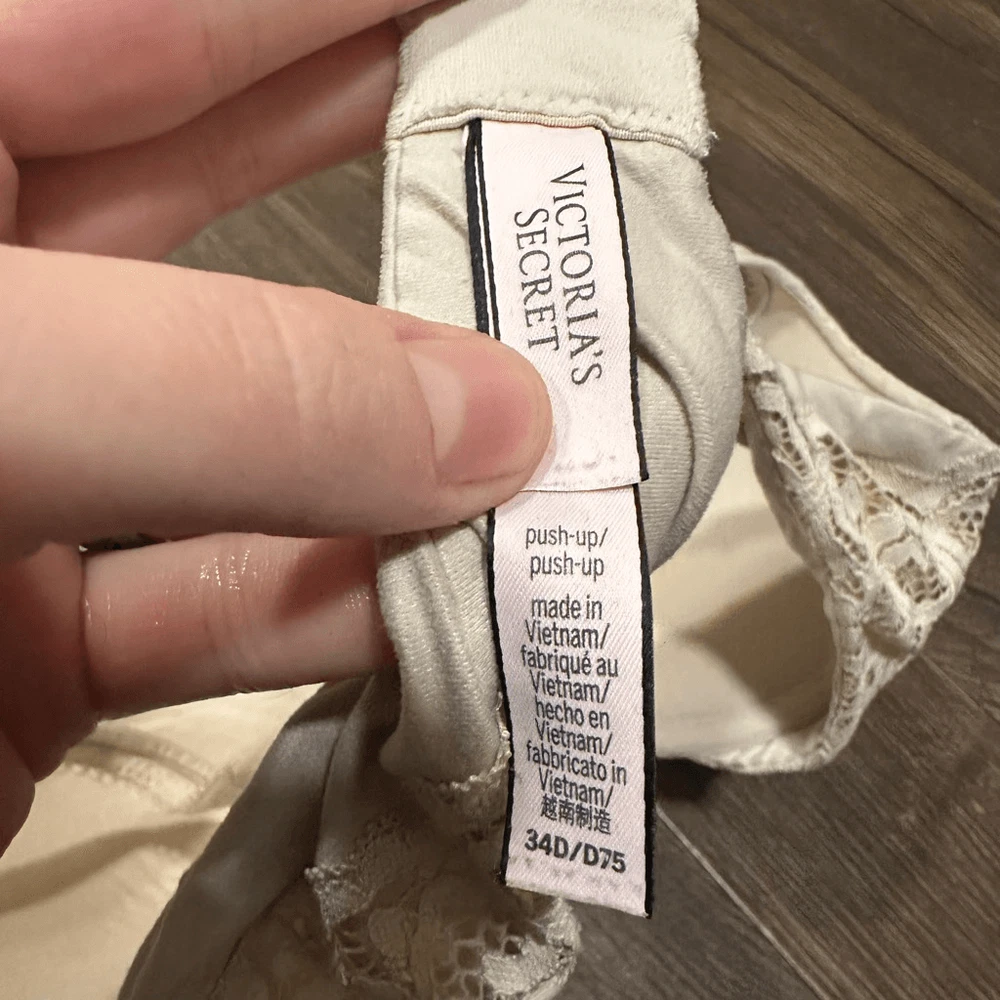 VICTORIA'S
SECRET
push-up/
push-up
made in
Vietnam/
fabriqué au
Vietnam/
hecho en
Vietnam/
fabbricato in
Vietnam/
越南制造
34D/D75